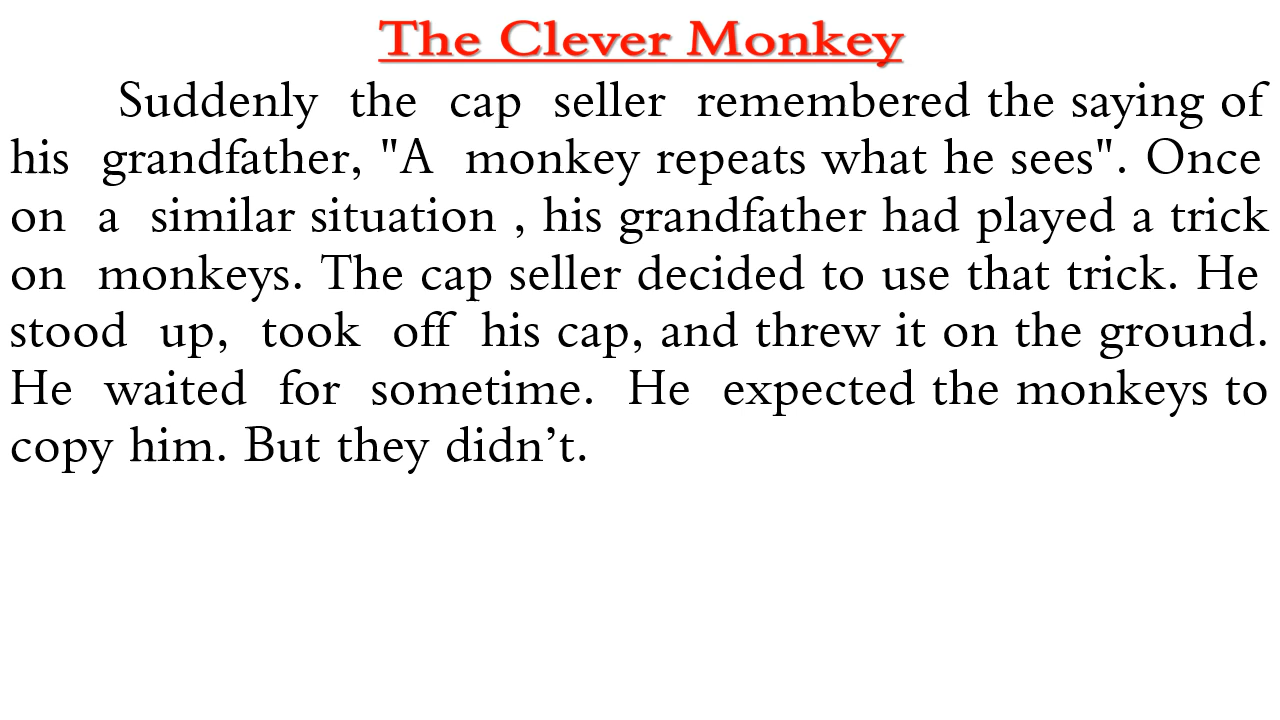 The Clever Monkey
Suddenly the cap seller remembered the saying of
his grandfather, "A monkey repeats what he sees". Once
on a similar situation , his grandfather had played a trick
on monkeys. The cap seller decided to use that trick. He
stood up, took off his cap, and threw it on the ground.
He waited for sometime. He expected the monkeys to
copy him. But they didn’t.